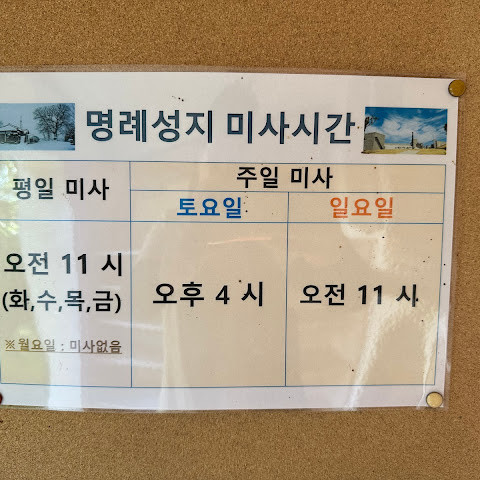 명례성지 미사시간
평일 미사
주일 미사
토요일
일요일
오전 11 시
(화,수,목,금)
※월요일 : 미사없음
오후 4 시
오전 11 시